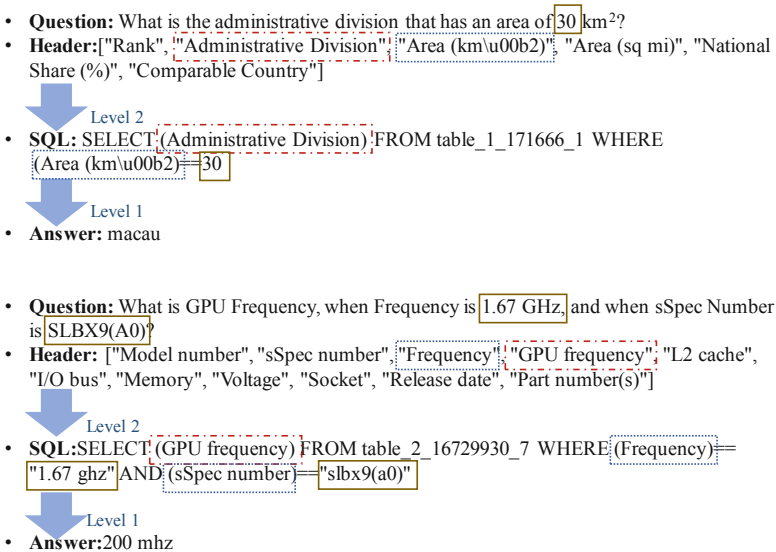 • Question: What is the administrative division that has an area of 30 km²?
• Header:["Rank", "Administrative Division", "Area (km\u00b2)", "Area (sq mi)", "National
Share (%)", "Comparable Country"]
Level 2
• SQL: SELECT (Administrative Division) FROM table_1_171666_1 WHERE
(Area (km\u00b2)==30
Level 1
• Answer: macau
• Question: What is GPU Frequency, when Frequency is 1.67 GHz, and when sSpec Number
is SLBX9(A0)?
• Header: ["Model number", "sSpec number", "Frequency", "GPU frequency", "L2 cache",
"I/O bus", "Memory", "Voltage", "Socket", "Release date", "Part number(s)"]
Level 2
• SQL:SELECT (GPU frequency) FROM table_2_16729930_7 WHERE (Frequency)==
"1.67 ghz" AND (sSpec number)=="slbx9(a0)"
Level 1
• Answer:200 mhz